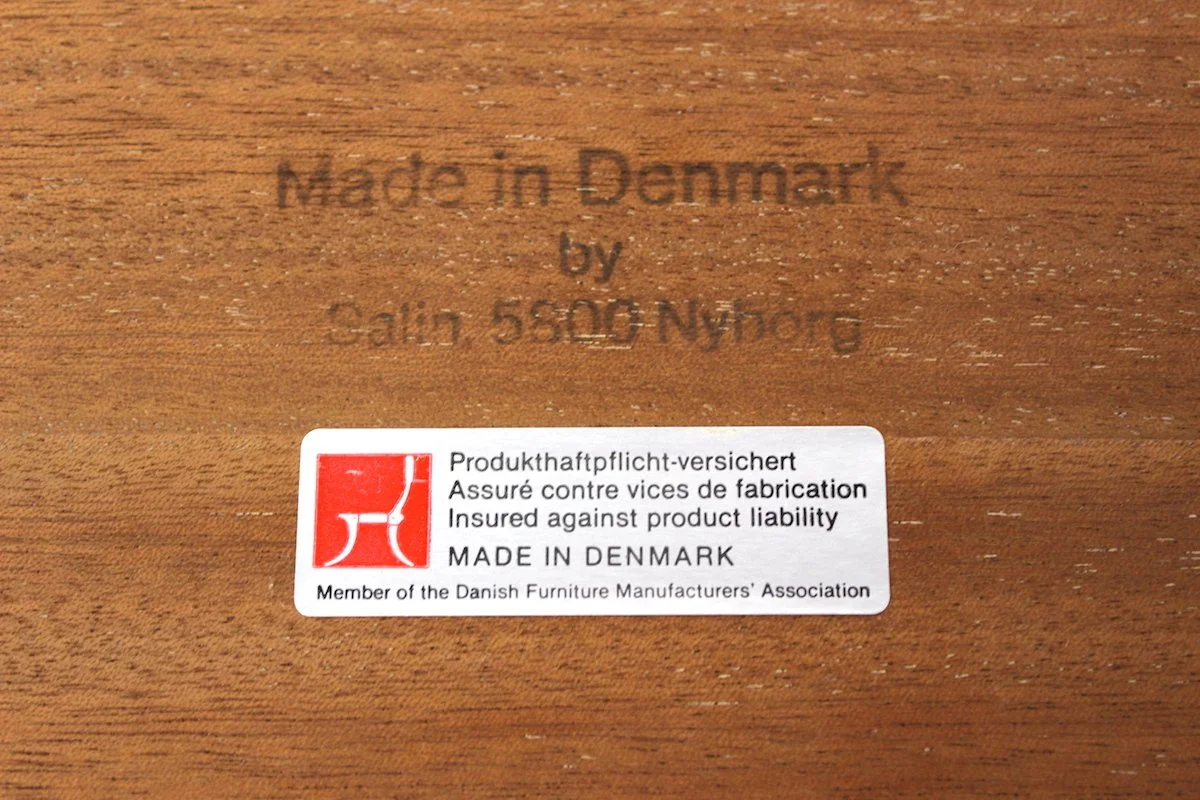 Made in Denmark
by
Salin, 5800 Nyborg
Produkthaftpflicht-versichert
Assuré contre vices de fabrication
Insured against product liability
MADE IN DENMARK
Member of the Danish Furniture Manufacturers' Association